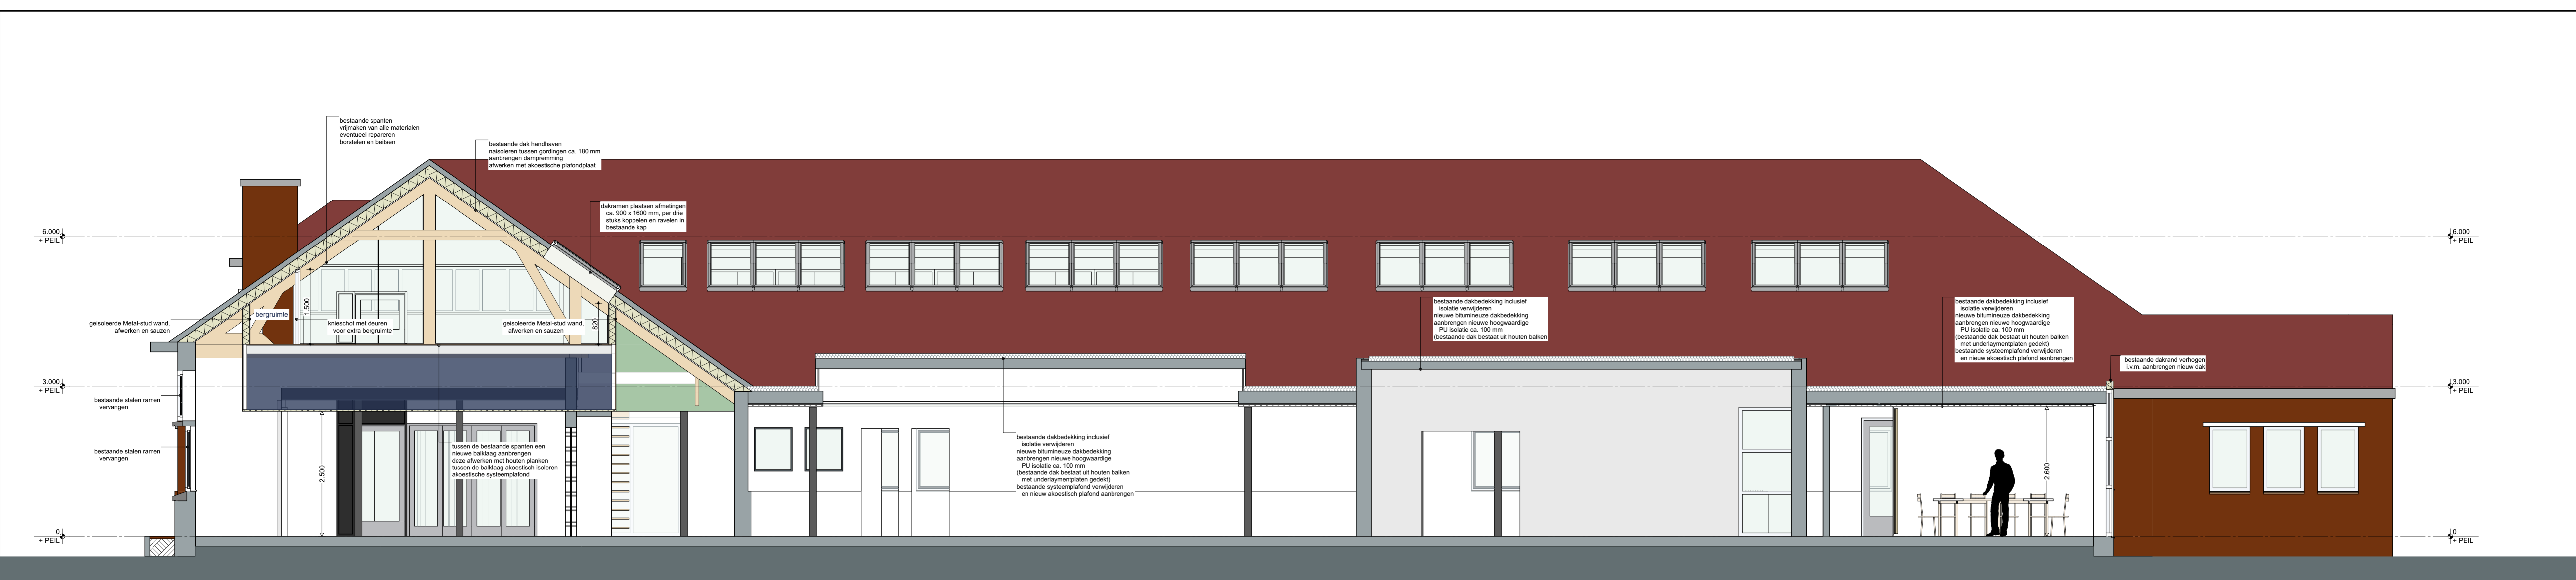 bestaande spanten
vrijmaken van alle materialen
eventueel repareren
borstelen en beitsen
bestaande dak handhaven
naisoleren tussen gordingen ca. 180 mm
aanbrengen dampremming
afwerken met akoestische plafondplaat
dakramen plaatsen afmetingen
ca. 900 x 1600 mm, per drie
stuks koppelen en ravelen in
bestaande kap
6.000
+ PEIL
6.000
+ PEIL
1.500
bergruimte
geisoleerde Metal-stud wand,
afwerken en sauzen
knieschot met deuren
voor extra bergruimte
geisoleerde Metal-stud wand,
afwerken en sauzen
820
bestaande dakbedekking inclusief
isolatie verwijderen
nieuwe bitumineuze dakbedekking
aanbrengen nieuwe hoogwaardige
PU isolatie ca. 100 mm
(bestaande dak bestaat uit houten balken
bestaande dakbedekking inclusief
isolatie verwijderen
nieuwe bitumineuze dakbedekking
aanbrengen nieuwe hoogwaardige
PU isolatie ca. 100 mm
(bestaande dak bestaat uit houten balken
met underlaymentplaten gedekt)
bestaande systeemplafond verwijderen
en nieuw akoestisch plafond aanbrengen
bestaande dakrand verhogen
i.v.m. aanbrengen nieuw dak
3.000
+ PEIL
3.000
+ PEIL
bestaande stalen ramen
vervangen
bestaande stalen ramen
vervangen
tussen de bestaande spanten een
nieuwe balklaag aanbrengen
deze afwerken met houten planken
tussen de balklaag akoestisch isoleren
akoestische systeemplafond
2.500
bestaande dakbedekking inclusief
isolatie verwijderen
nieuwe bitumineuze dakbedekking
aanbrengen nieuwe hoogwaardige
PU isolatie ca. 100 mm
(bestaande dak bestaat uit houten balken
met underlaymentplaten gedekt)
bestaande systeemplafond verwijderen
en nieuw akoestisch plafond aanbrengen
2.600
0
+ PEIL
0
+ PEIL